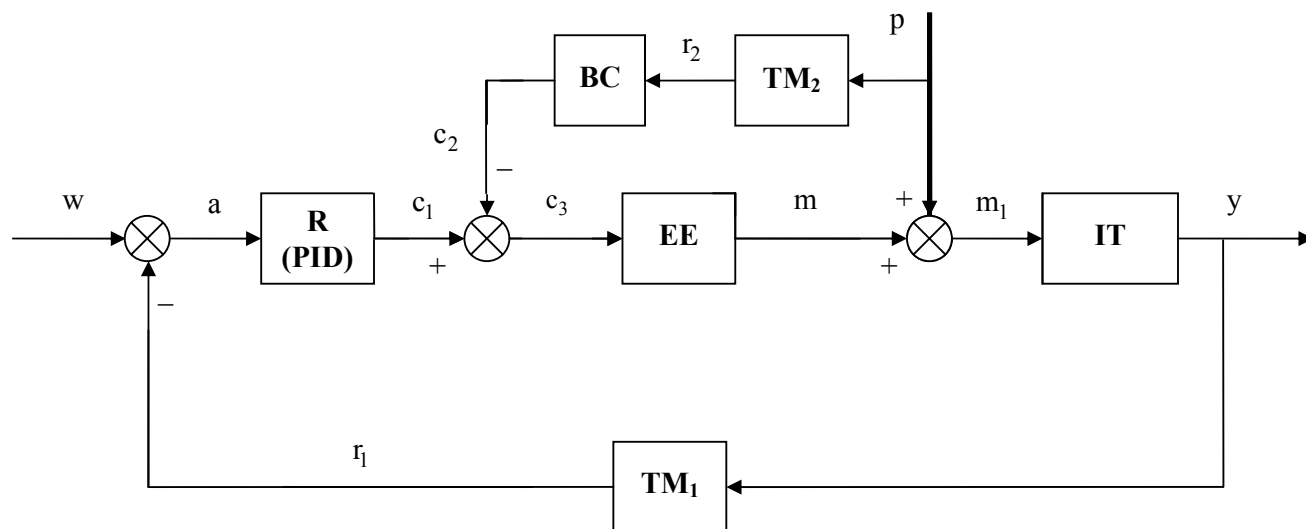 p
r₂
BC
TM₂
c₂
−
w
a
R
(PID)
c₁
+
c₃
EE
m
+
+
m₁
IT
y
−
r₁
TM₁